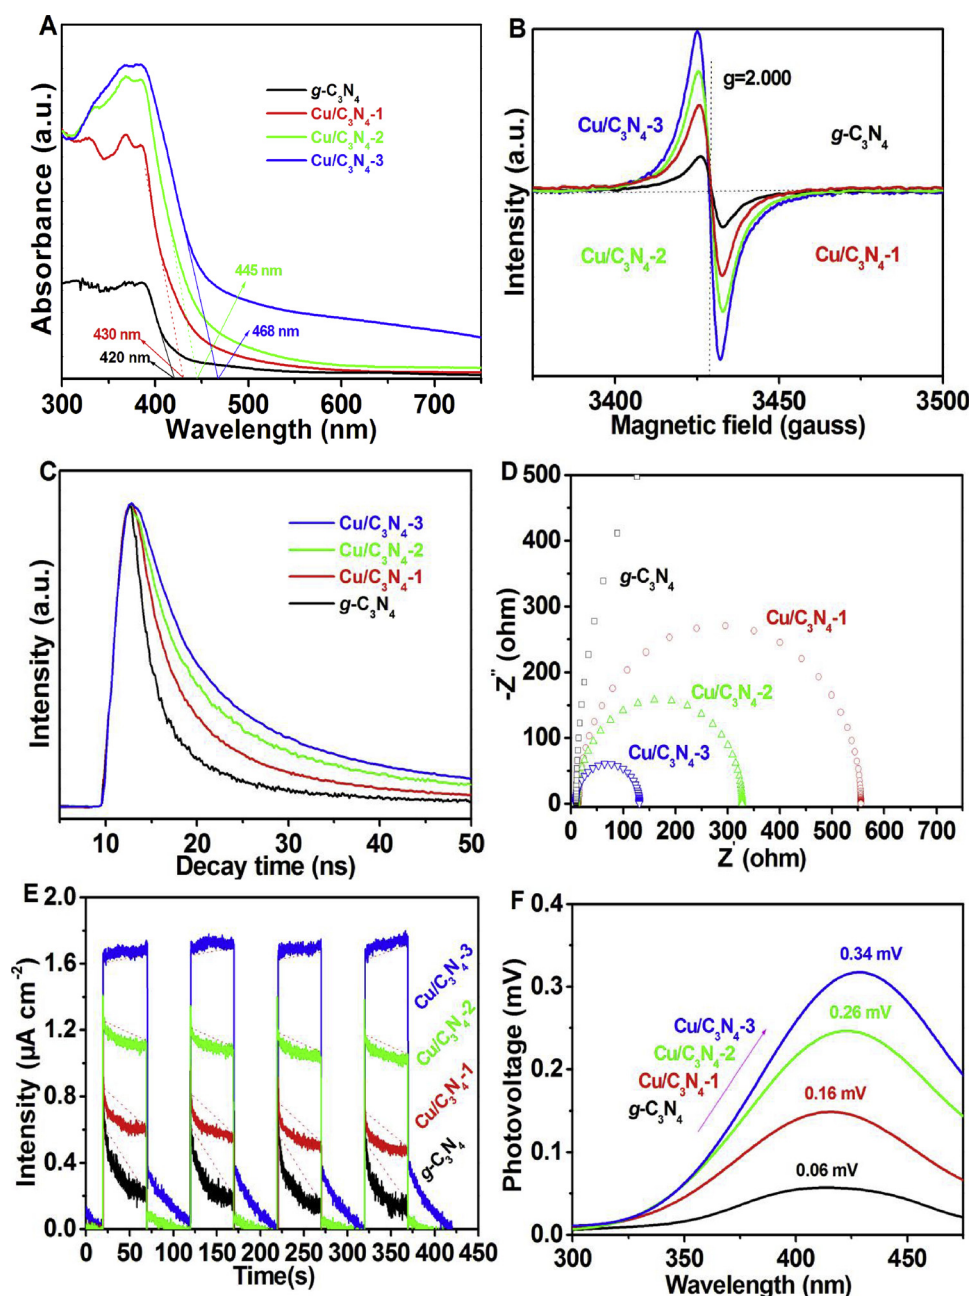 A
g-C₃N₄
Cu/C₃N₄-1
Cu/C₃N₄-2
Cu/C₃N₄-3
445 nm
430 nm
468 nm
420 nm
300 400 500 600 700
Wavelength (nm)
Absorbance (a.u.)
B
g=2.000
Cu/C₃N₄-3
g-C₃N₄
Cu/C₃N₄-2
Cu/C₃N₄-1
3400 3450 3500
Magnetic field (gauss)
Intensity (a.u.)
C
Cu/C₃N₄-3
Cu/C₃N₄-2
Cu/C₃N₄-1
g-C₃N₄
10 20 30 40 50
Decay time (ns)
Intensity (a.u.)
D
500
400
300
200
100
0
g-C₃N₄
Cu/C₃N₄-1
Cu/C₃N₄-2
Cu/C₃N₄-3
0 100 200 300 400 500 600 700
Z' (ohm)
-Z'' (ohm)
E
2.0
1.6
1.2
0.8
0.4
0.0
Cu/C₃N₄-3
Cu/C₃N₄-2
Cu/C₃N₄-1
g-C₃N₄
0 50 100 150 200 250 300 350 400 450
Time(s)
Intensity (µA cm⁻²)
F
0.4
0.3
0.2
0.1
0.0
0.34 mV
0.26 mV
0.16 mV
0.06 mV
Cu/C₃N₄-3
Cu/C₃N₄-2
Cu/C₃N₄-1
g-C₃N₄
300 350 400 450
Wavelength (nm)
Photovoltage (mV)